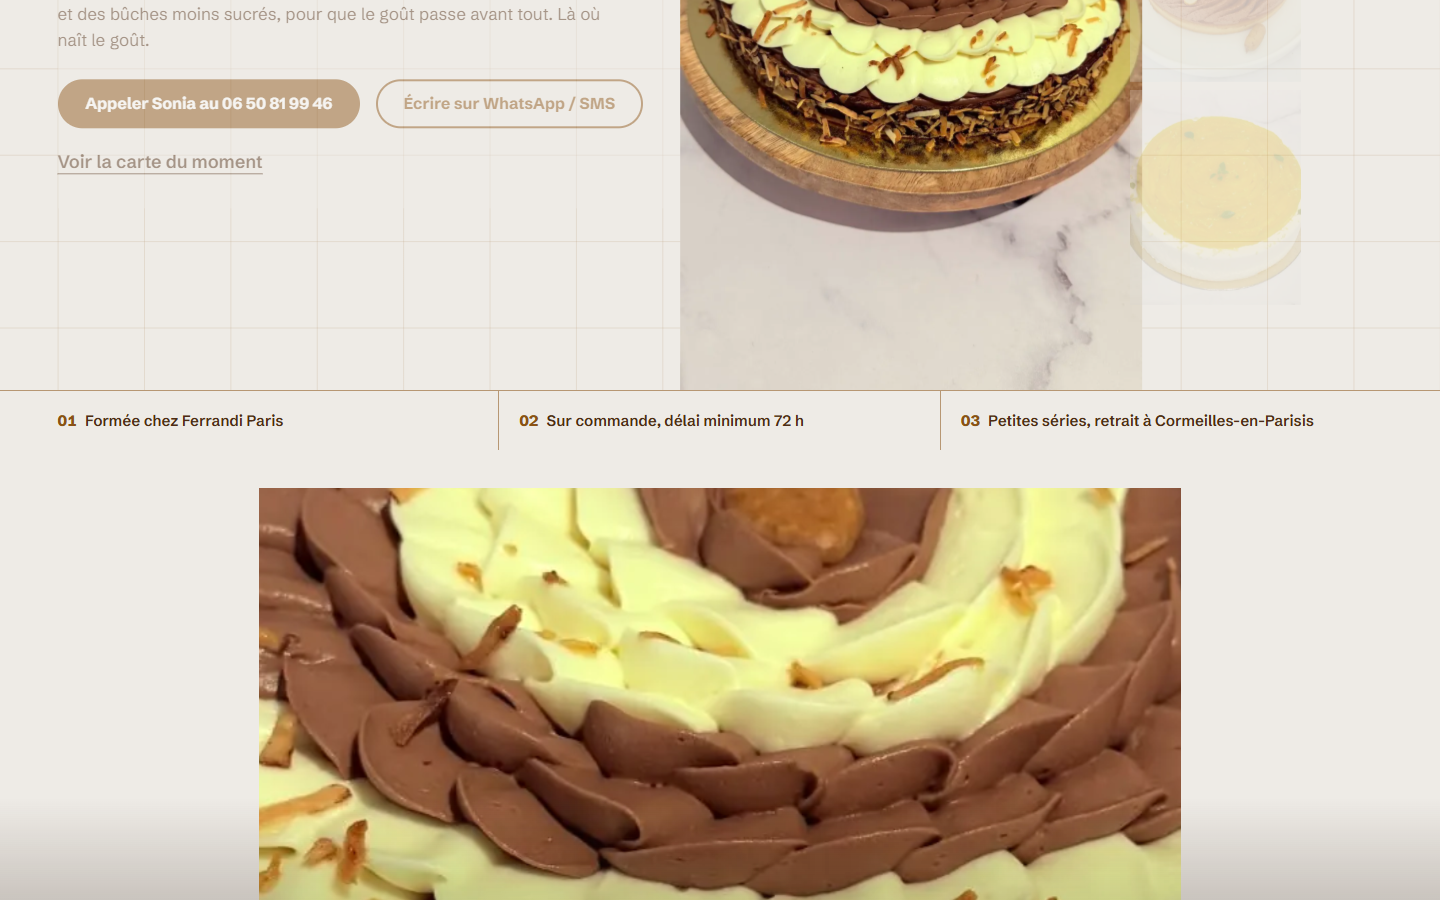 et des bûches moins sucrés, pour que le goût passe avant tout. Là où
naît le goût.
Appeler Sonia au 06 50 81 99 46
Écrire sur WhatsApp / SMS
Voir la carte du moment
01 Formée chez Ferrandi Paris
02 Sur commande, délai minimum 72 h
03 Petites séries, retrait à Cormeilles-en-Parisis